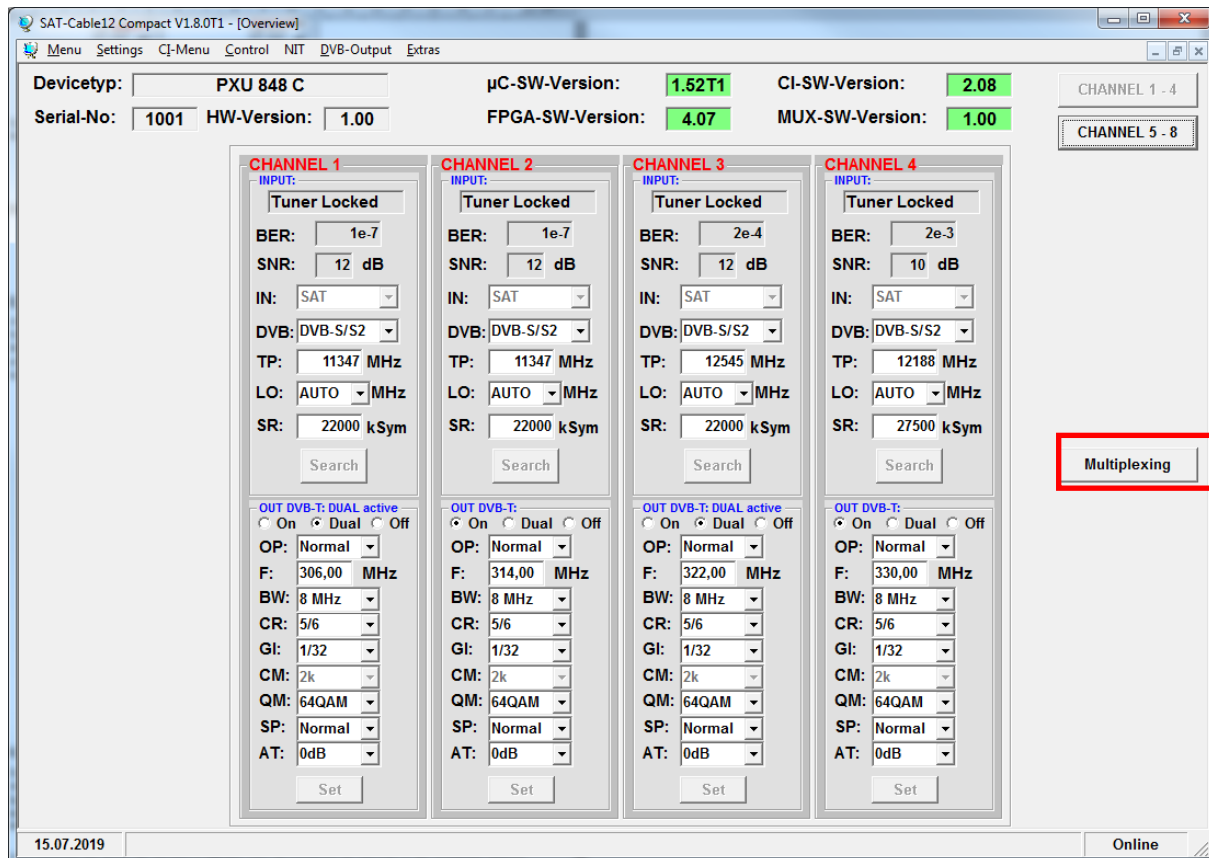 SAT-Cable12 Compact V1.8.0T1 - [Overview]
Menu Settings CI-Menu Control NIT DVB-Output Extras
Devicetyp: PXU 848 C µC-SW-Version: 1.52T1 CI-SW-Version: 2.08 CHANNEL 1 - 4
Serial-No: 1001 HW-Version: 1.00 FPGA-SW-Version: 4.07 MUX-SW-Version: 1.00 CHANNEL 5 - 8
CHANNEL 1
INPUT:
Tuner Locked
BER: 1e-7
SNR: 12 dB
IN: SAT
DVB: DVB-S/S2
TP: 11347 MHz
LO: AUTO MHz
SR: 22000 kSym
Search
OUT DVB-T: DUAL active
On Dual Off
OP: Normal
F: 306,00 MHz
BW: 8 MHz
CR: 5/6
GI: 1/32
CM: 2k
QM: 64QAM
SP: Normal
AT: 0dB
Set
CHANNEL 2
INPUT:
Tuner Locked
BER: 1e-7
SNR: 12 dB
IN: SAT
DVB: DVB-S/S2
TP: 11347 MHz
LO: AUTO MHz
SR: 22000 kSym
Search
OUT DVB-T:
On Dual Off
OP: Normal
F: 314,00 MHz
BW: 8 MHz
CR: 5/6
GI: 1/32
CM: 2k
QM: 64QAM
SP: Normal
AT: 0dB
Set
CHANNEL 3
INPUT:
Tuner Locked
BER: 2e-4
SNR: 12 dB
IN: SAT
DVB: DVB-S/S2
TP: 12545 MHz
LO: AUTO MHz
SR: 22000 kSym
Search
OUT DVB-T: DUAL active
On Dual Off
OP: Normal
F: 322,00 MHz
BW: 8 MHz
CR: 5/6
GI: 1/32
CM: 2k
QM: 64QAM
SP: Normal
AT: 0dB
Set
CHANNEL 4
INPUT:
Tuner Locked
BER: 2e-3
SNR: 10 dB
IN: SAT
DVB: DVB-S/S2
TP: 12188 MHz
LO: AUTO MHz
SR: 27500 kSym
Search
OUT DVB-T:
On Dual Off
OP: Normal
F: 330,00 MHz
BW: 8 MHz
CR: 5/6
GI: 1/32
CM: 2k
QM: 64QAM
SP: Normal
AT: 0dB
Set
Multiplexing
15.07.2019 Online